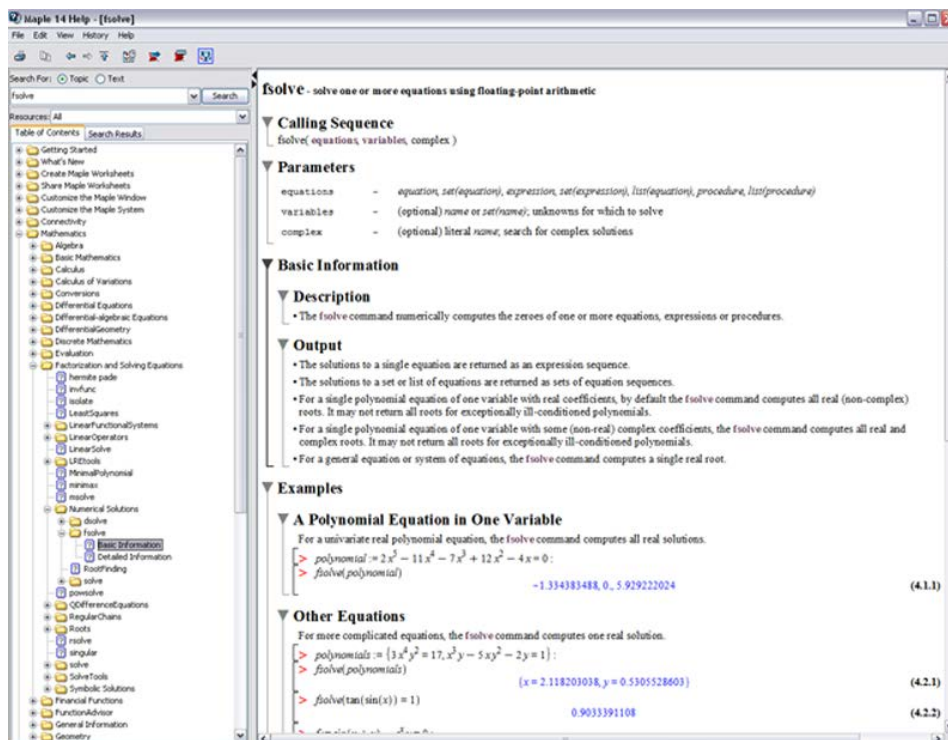 Maple 14 Help - [fsolve]
File Edit View History Help
Search For: Topic Text
fsolve Search
Resources: All
Table of Contents Search Results
Getting Started
What's New
Create Maple Worksheets
Share Maple Worksheets
Customize the Maple Window
Customize the Maple System
Connectivity
Mathematics
Algebra
Basic Mathematics
Calculus
Calculus of Variations
Conversions
Differential Equations
Differential-algebraic Equations
DifferentialGeometry
Discrete Mathematics
Evaluation
Factorization and Solving Equations
hermite pade
invfunc
isolate
LeastSquares
LinearFunctionalSystems
LinearOperators
LinearSolve
LREtools
MinimalPolynomial
minimax
msolve
Numerical Solutions
dsolve
fsolve
Basic Information
Detailed Information
RootFinding
solve
powsolve
QDifferenceEquations
RegularChains
Roots
rsolve
singular
solve
SolveTools
Symbolic Solutions
Financial Functions
FunctionAdvisor
General Information
Geometry
fsolve - solve one or more equations using floating-point arithmetic
Calling Sequence
fsolve( equations, variables, complex )
Parameters
equations - equation, set(equation), expression, set(expression), list(equation), procedure, list(procedure)
variables - (optional) name or set(name); unknowns for which to solve
complex - (optional) literal name; search for complex solutions
Basic Information
Description
• The fsolve command numerically computes the zeroes of one or more equations, expressions or procedures.
Output
• The solutions to a single equation are returned as an expression sequence.
• The solutions to a set or list of equations are returned as sets of equation sequences.
• For a single polynomial equation of one variable with real coefficients, by default the fsolve command computes all real (non-complex)
roots. It may not return all roots for exceptionally ill-conditioned polynomials.
• For a single polynomial equation of one variable with some (non-real) complex coefficients, the fsolve command computes all real and
complex roots. It may not return all roots for exceptionally ill-conditioned polynomials.
• For a general equation or system of equations, the fsolve command computes a single real root.
Examples
A Polynomial Equation in One Variable
For a univariate real polynomial equation, the fsolve command computes all real solutions.
> polynomial := 2 x⁵ − 11 x⁴ − 7 x³ + 12 x² − 4 x = 0 :
> fsolve(polynomial)
−1.334383488, 0., 5.929222024 (4.1.1)
Other Equations
For more complicated equations, the fsolve command computes one real solution.
> polynomials := {3 x⁴ y² = 17, x³ y − 5 xy² − 2 y = 1} :
> fsolve(polynomials)
{x = 2.118203038, y = 0.5305528603} (4.2.1)
> fsolve(tan(sin(x)) = 1)
0.9033391108 (4.2.2)